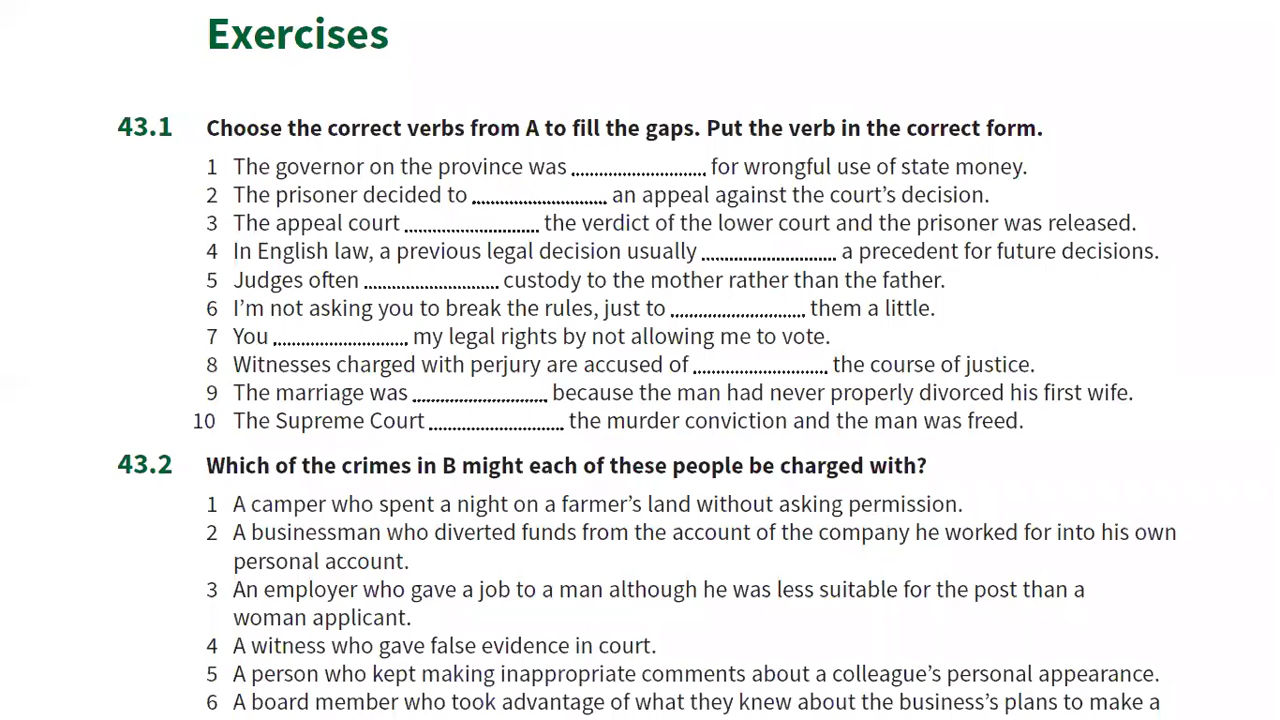 Exercises
43.1 Choose the correct verbs from A to fill the gaps. Put the verb in the correct form.
1 The governor on the province was .......................... for wrongful use of state money.
2 The prisoner decided to .......................... an appeal against the court's decision.
3 The appeal court .......................... the verdict of the lower court and the prisoner was released.
4 In English law, a previous legal decision usually .......................... a precedent for future decisions.
5 Judges often .......................... custody to the mother rather than the father.
6 I'm not asking you to break the rules, just to .......................... them a little.
7 You .......................... my legal rights by not allowing me to vote.
8 Witnesses charged with perjury are accused of .......................... the course of justice.
9 The marriage was .......................... because the man had never properly divorced his first wife.
10 The Supreme Court .......................... the murder conviction and the man was freed.
43.2 Which of the crimes in B might each of these people be charged with?
1 A camper who spent a night on a farmer's land without asking permission.
2 A businessman who diverted funds from the account of the company he worked for into his own
personal account.
3 An employer who gave a job to a man although he was less suitable for the post than a
woman applicant.
4 A witness who gave false evidence in court.
5 A person who kept making inappropriate comments about a colleague's personal appearance.
6 A board member who took advantage of what they knew about the business's plans to make a